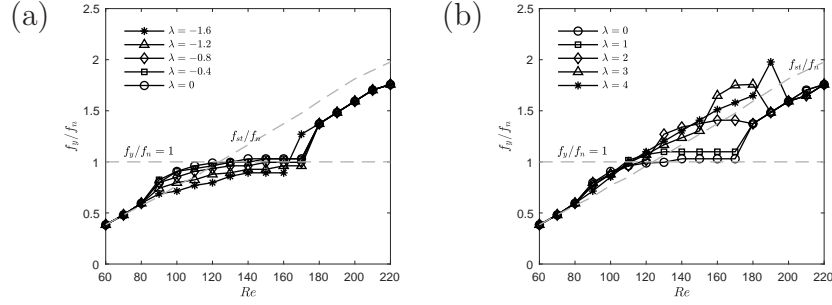 (a)
2.5
2
1.5
1
0.5
0
60 80 100 120 140 160 180 200 220
f_y/f_n
Re
λ = −1.6
λ = −1.2
λ = −0.8
λ = −0.4
λ = 0
f_st/f_n
f_y/f_n = 1
(b)
2.5
2
1.5
1
0.5
0
60 80 100 120 140 160 180 200 220
f_y/f_n
Re
λ = 0
λ = 1
λ = 2
λ = 3
λ = 4
f_st/f_n
f_y/f_n = 1